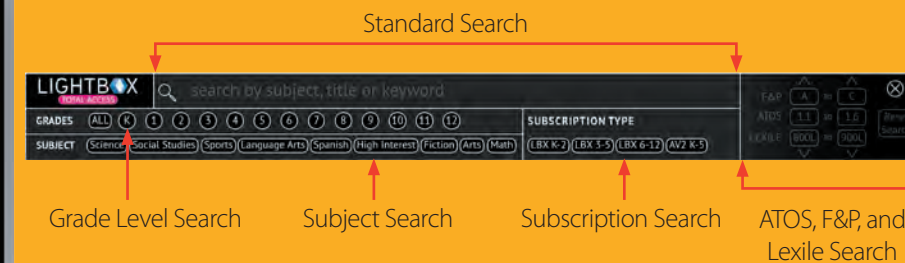 Standard Search
LIGHTBOX
TOTAL ACCESS
search by subject, title or keyword
GRADES ALL K 1 2 3 4 5 6 7 8 9 10 11 12
SUBJECT Science Social Studies Sports Language Arts Spanish High Interest Fiction Arts Math
SUBSCRIPTION TYPE
LBX K-2 LBX 3-5 LBX 6-12 AV2 K-5
F&P A to C
ATOS 1.1 to 1.6
LEXILE 800L to 900L
Search
Grade Level Search
Subject Search
Subscription Search
ATOS, F&P, and
Lexile Search